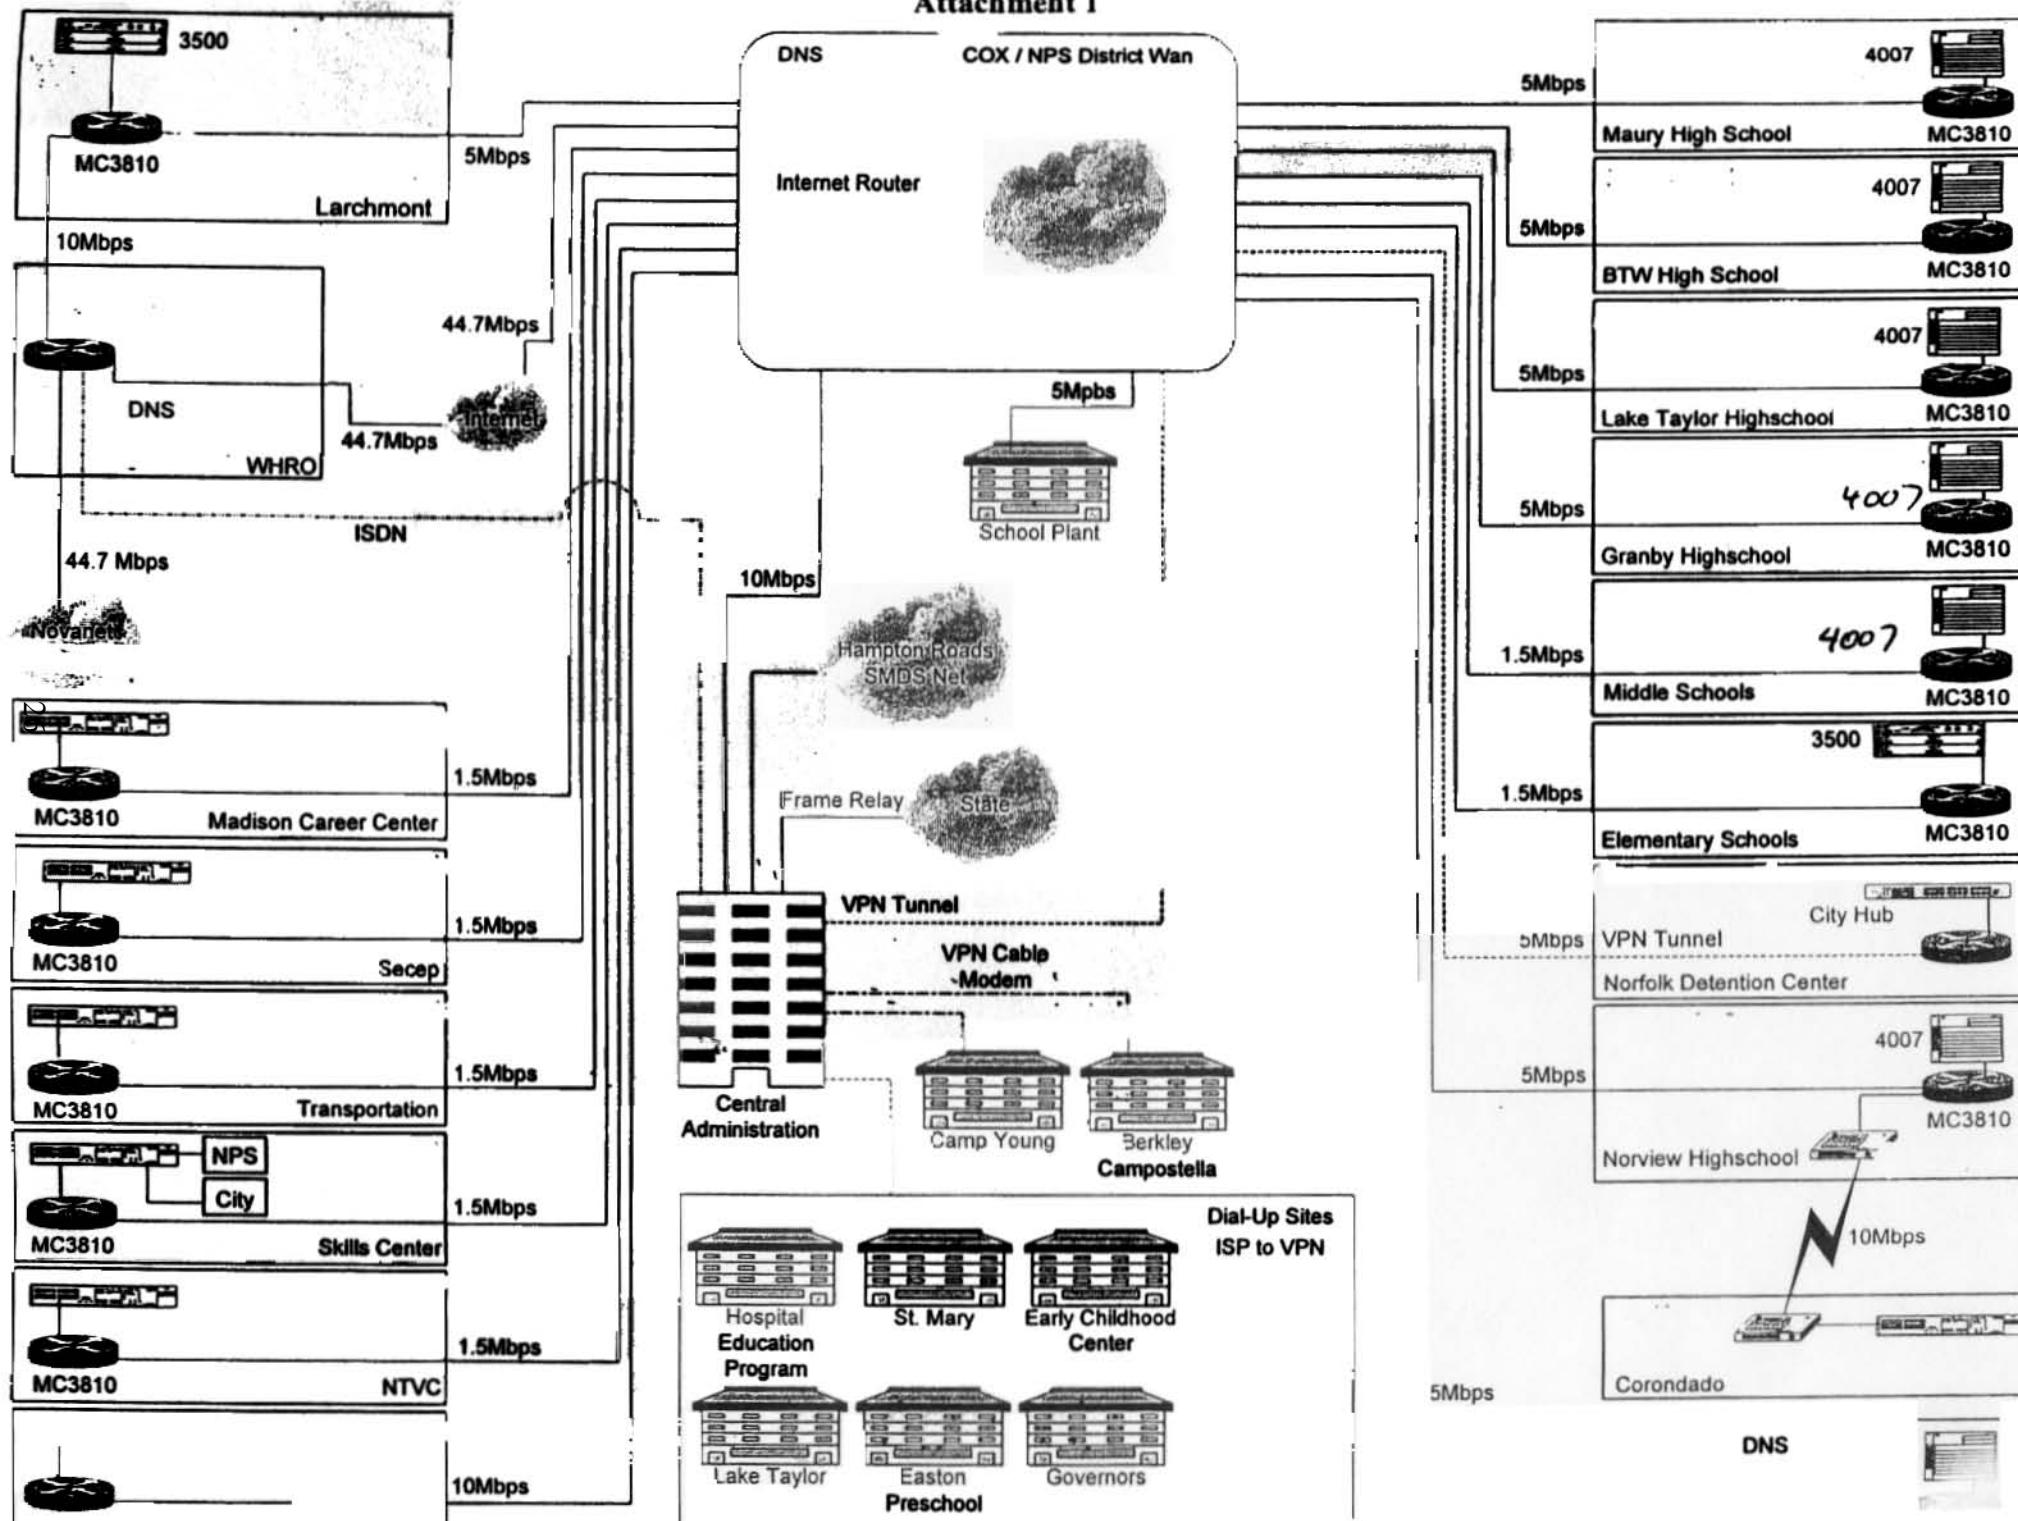 Attachment 1
3500
MC3810
5Mbps
Larchmont
10Mbps
DNS
WHRO
44.7Mbps
44.7Mbps
Internet
ISDN
44.7 Mbps
Novanet
MC3810
Madison Career Center
1.5Mbps
MC3810
Secep
1.5Mbps
MC3810
Transportation
1.5Mbps
NPS
City
MC3810
Skills Center
1.5Mbps
MC3810
NTVC
1.5Mbps
10Mbps
DNS
COX / NPS District Wan
Internet Router
5Mpbs
School Plant
10Mbps
Hampton Roads
SMDS Net
Frame Relay
State
VPN Tunnel
VPN Cable
Modem
Central
Administration
Camp Young
Berkley
Campostella
Dial-Up Sites
ISP to VPN
Hospital
Education
Program
St. Mary
Early Childhood
Center
Lake Taylor
Easton
Preschool
Governors
5Mbps
4007
Maury High School
MC3810
5Mbps
4007
BTW High School
MC3810
5Mbps
4007
Lake Taylor Highschool
MC3810
5Mbps
4007
Granby Highschool
MC3810
1.5Mbps
4007
Middle Schools
MC3810
1.5Mbps
3500
Elementary Schools
MC3810
City Hub
5Mbps
VPN Tunnel
Norfolk Detention Center
4007
5Mbps
MC3810
Norview Highschool
10Mbps
Corondado
5Mbps
DNS